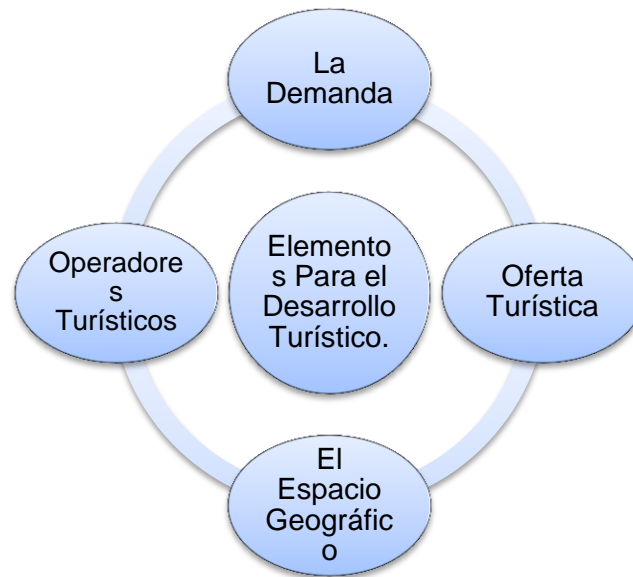 La
Demanda
Operadore
s
Turísticos
Elemento
s Para el
Desarrollo
Turístico.
Oferta
Turística
El
Espacio
Geográfic
o